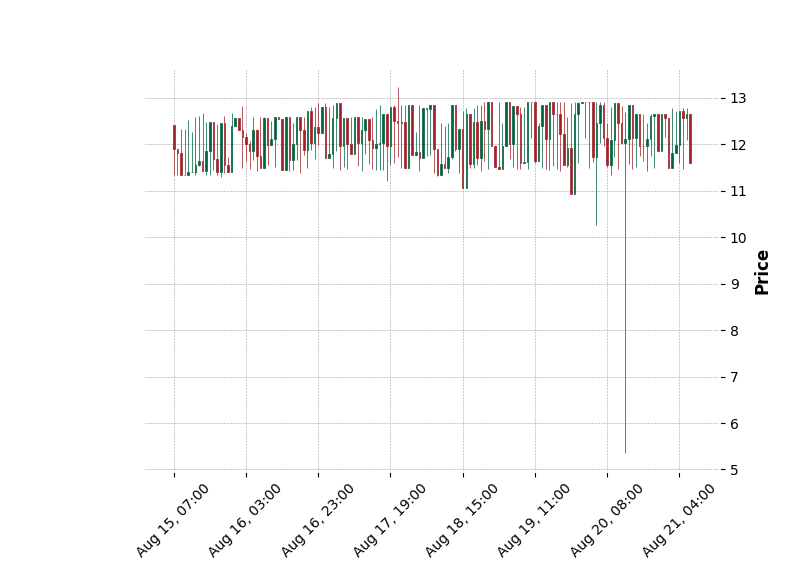 13
12
11
10
9
8
7
6
5
Price
Aug 15, 07:00
Aug 16, 03:00
Aug 16, 23:00
Aug 17, 19:00
Aug 18, 15:00
Aug 19, 11:00
Aug 20, 08:00
Aug 21, 04:00